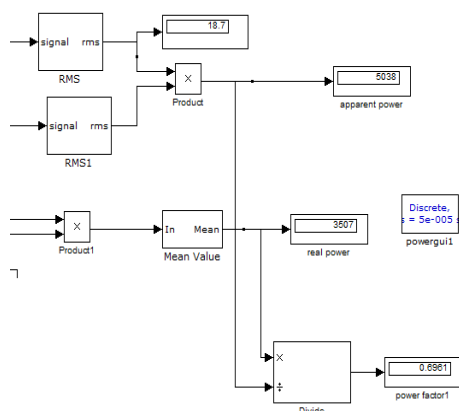 18.7
signal rms
RMS
×
Product
5038
apparent power
signal rms
RMS1
×
Product1
In Mean
Mean Value
3507
real power
Discrete,
s = 5e-005 s
powergui1
×
÷
Divide
0.6961
power factor1